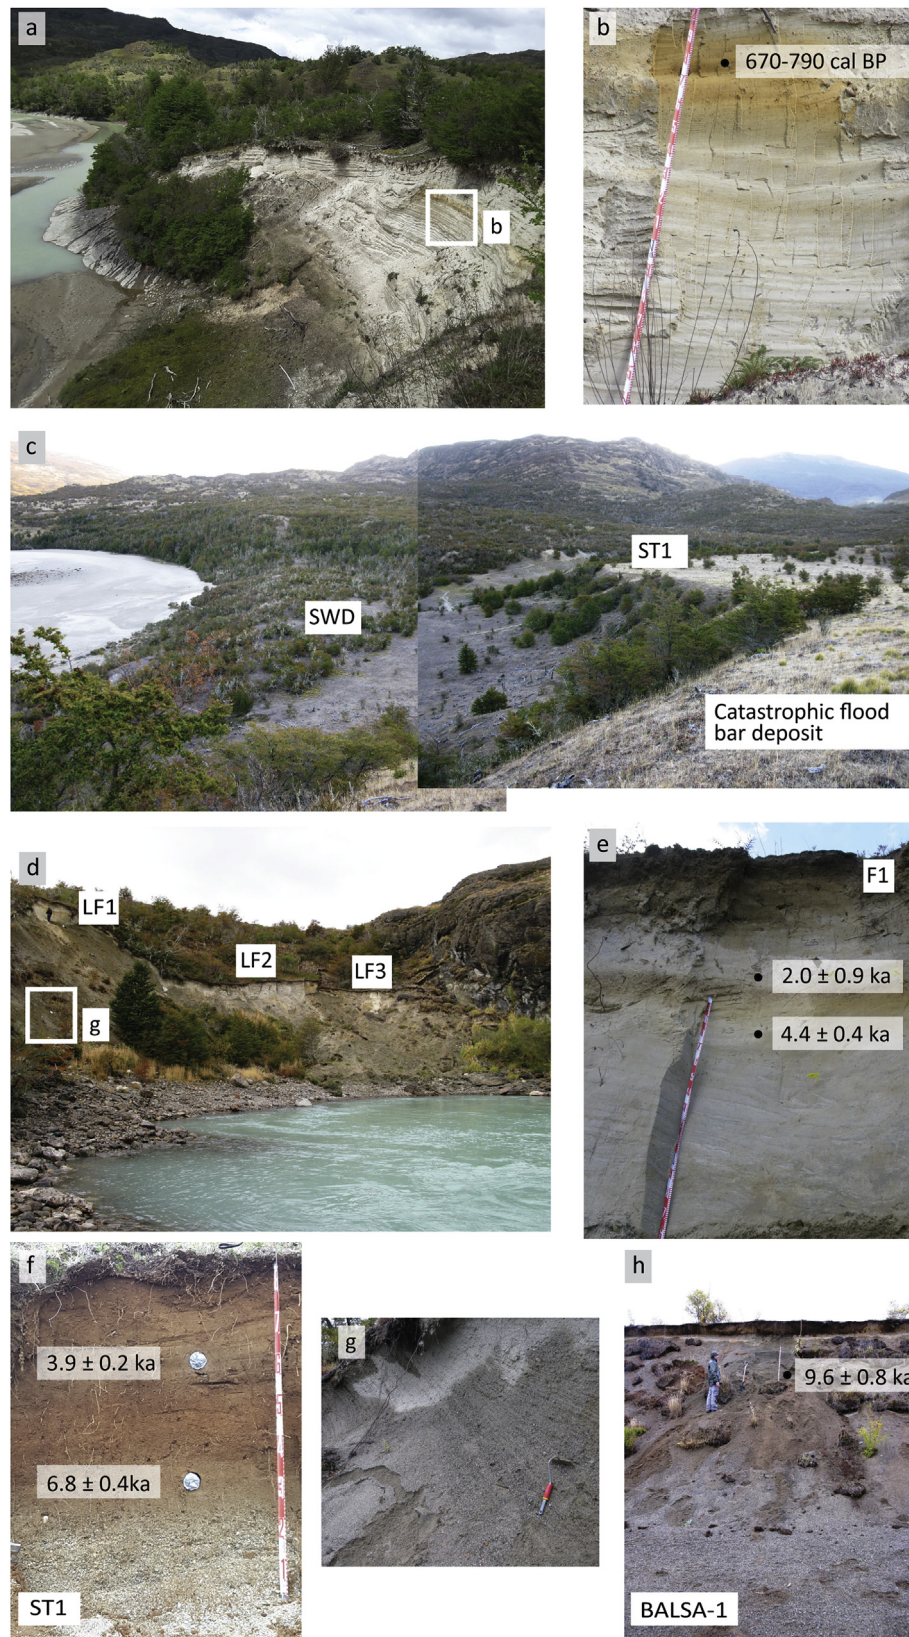 a
b
b
670-790 cal BP
c
ST1
SWD
Catastrophic flood
bar deposit
d
LF1
LF2
LF3
g
e
F1
2.0 ± 0.9 ka
4.4 ± 0.4 ka
f
3.9 ± 0.2 ka
6.8 ± 0.4ka
ST1
g
h
9.6 ± 0.8 ka
BALSA-1